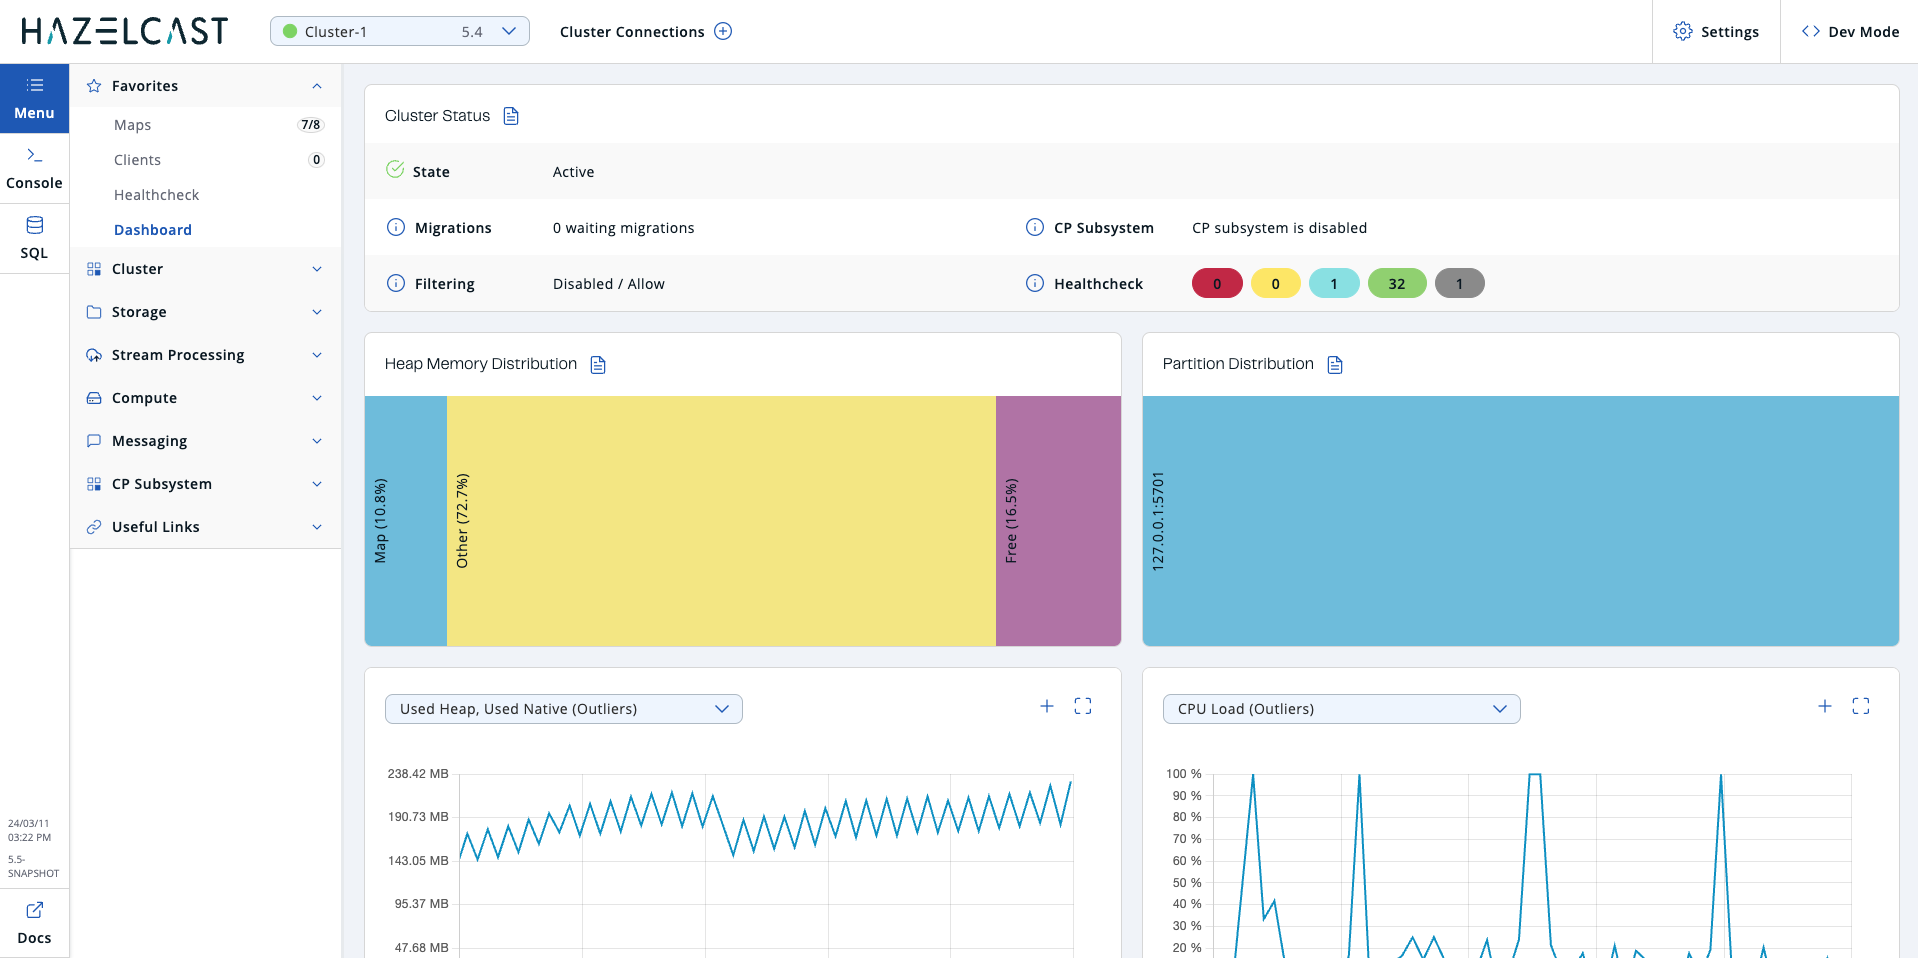 HAZELCAST
Cluster-1 5.4
Cluster Connections
Settings
Dev Mode
Menu
Console
SQL
24/03/11
03:22 PM
5.5-
SNAPSHOT
Docs
Favorites
Maps 7/8
Clients 0
Healthcheck
Dashboard
Cluster
Storage
Stream Processing
Compute
Messaging
CP Subsystem
Useful Links
Cluster Status
State Active
Migrations 0 waiting migrations
CP Subsystem CP subsystem is disabled
Filtering Disabled / Allow
Healthcheck 0 0 1 32 1
Heap Memory Distribution
Map (10.8%)
Other (72.7%)
Free (16.5%)
Partition Distribution
127.0.0.1:5701
Used Heap, Used Native (Outliers)
238.42 MB
190.73 MB
143.05 MB
95.37 MB
47.68 MB
CPU Load (Outliers)
100 %
90 %
80 %
70 %
60 %
50 %
40 %
30 %
20 %